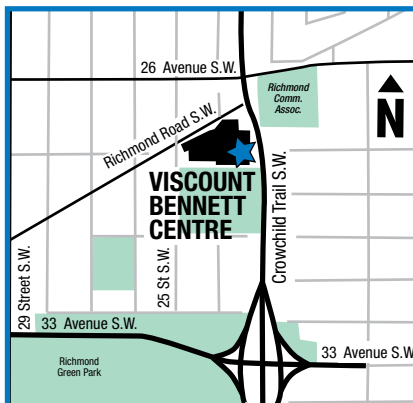 26 Avenue S.W.
Richmond
Comm.
Assoc.
N
Richmond Road S.W.
VISCOUNT
BENNETT
CENTRE
Crowchild Trail S.W.
29 Street S.W.
25 St S.W.
33 Avenue S.W.
33 Avenue S.W.
Richmond
Green Park